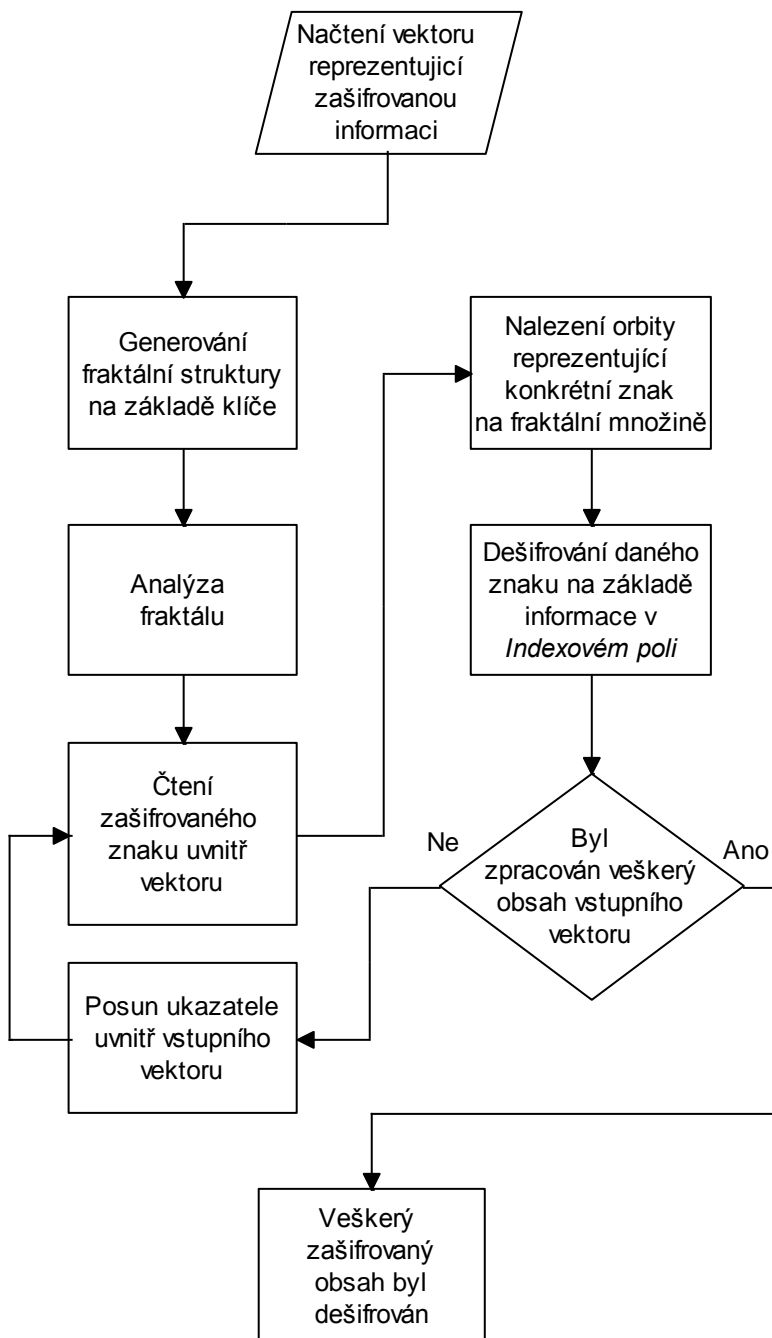 Načtení vektoru
reprezentujicí
zašifrovanou
informaci
Generování
fraktální struktury
na základě klíče
Analýza
fraktálu
Čtení
zašifrovaného
znaku uvnitř
vektoru
Posun ukazatele
uvnitř vstupního
vektoru
Nalezení orbity
reprezentující
konkrétní znak
na fraktální množině
Dešifrování daného
znaku na základě
informace v
Indexovém poli
Ne
Byl
zpracován veškerý
obsah vstupního
vektoru
Ano
Veškerý
zašifrovaný
obsah byl
dešifrován